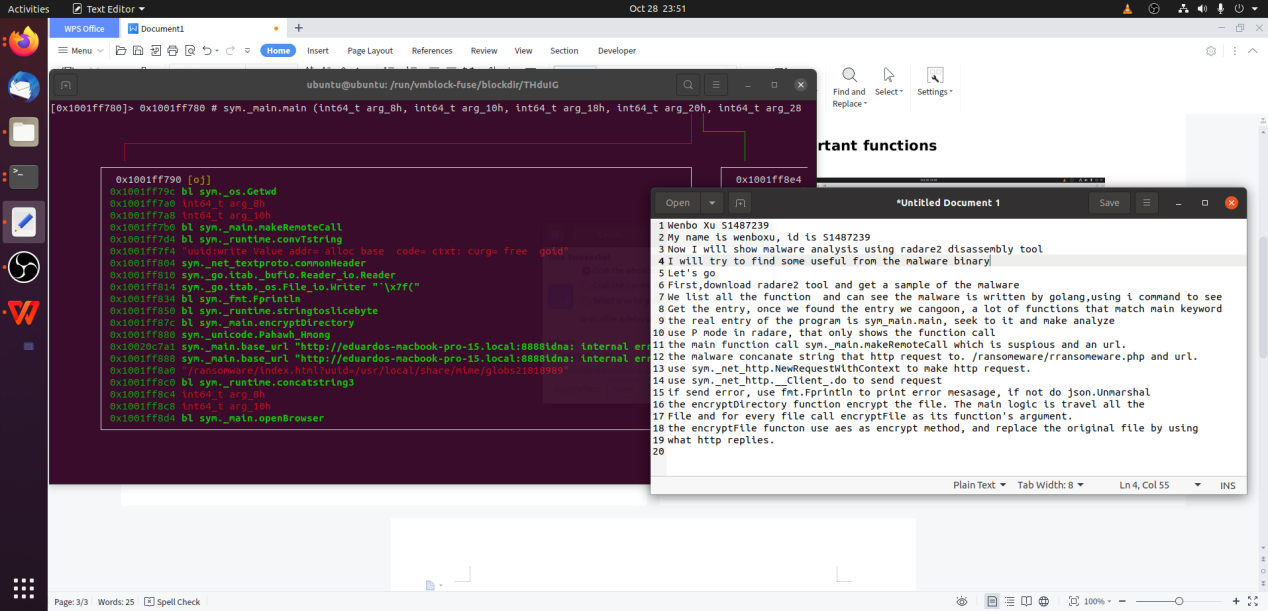 Activities
Text Editor
Oct 28 23:51
WPS Office
Document1
Menu
Home
Insert
Page Layout
References
Review
View
Section
Developer
Find and
Replace
Select
Settings
ubuntu@ubuntu: /run/vmblock-fuse/blockdir/THduIG
[0x1001ff780]> 0x1001ff780 # sym._main.main (int64_t arg_8h, int64_t arg_10h, int64_t arg_18h, int64_t arg_20h, int64_t arg_28
0x1001ff790 [oj]
0x1001ff79c bl sym._os.Getwd
0x1001ff7a0 int64_t arg_8h
0x1001ff7a8 int64_t arg_10h
0x1001ff7b0 bl sym._main.makeRemoteCall
0x1001ff7d4 bl sym._runtime.convTstring
0x1001ff7f4 "uuid:write Value addr= alloc base  code= ctxt: curg= free  gold"
0x1001ff804 sym._net_textproto.commonHeader
0x1001ff810 sym._go.itab._bufio.Reader_io.Reader
0x1001ff814 sym._go.itab._os.File_io.Writer "`\x7f("
0x1001ff834 bl sym._fmt.Fprintln
0x1001ff850 bl sym._runtime.stringtoslicebyte
0x1001ff87c bl sym._main.encryptDirectory
0x1001ff880 sym._unicode.Pahawh_Hmong
0x10020c7a1 sym._main.base_url "http://eduardos-macbook-pro-15.local:8888idna: internal err
0x1001ff888 sym._main.base_url "http://eduardos-macbook-pro-15.local:8888idna: internal err
0x1001ff8a0 "/ransomware/index.html?uuid=/usr/local/share/mime/globs21818989"
0x1001ff8c0 bl sym._runtime.concatstring3
0x1001ff8c4 int64_t arg_8h
0x1001ff8c8 int64_t arg_10h
0x1001ff8d4 bl sym._main.openBrowser
0x1001ff8e4
rtant functions
Open
*Untitled Document 1
Save
1 Wenbo Xu S1487239
2 My name is wenboxu, id is S1487239
3 Now I will show malware analysis using radare2 disassembly tool
4 I will try to find some useful from the malware binary
5 Let's go
6 First,download radare2 tool and get a sample of the malware
7 We list all the function  and can see the malware is written by golang,using i command to see
8 Get the entry, once we found the entry we cangoon, a lot of functions that match main keyword
9 the real entry of the program is sym_main.main, seek to it and make analyze
10 use P mode in radare, that only shows the function call
11 the main function call sym._main.makeRemoteCall which is suspious and an url.
12 the malware concanate string that http request to. /ransomeware/rransomeware.php and url.
13 use sym._net_http.NewRequestWithContext to make http request.
14 use sym._net_http.__Client_.do to send request
15 if send error, use fmt.Fprintln to print error mesasage, if not do json.Unmarshal
16 the encryptDirectory function encrypt the file. The main logic is travel all the
17 File and for every file call encryptFile as its function's argument.
18 the encryptFile functon use aes as encrypt method, and replace the original file by using
19 what http replies.
20
Plain Text
Tab Width: 8
Ln 4, Col 55
INS
Page: 3/3
Words: 25
Spell Check
100%